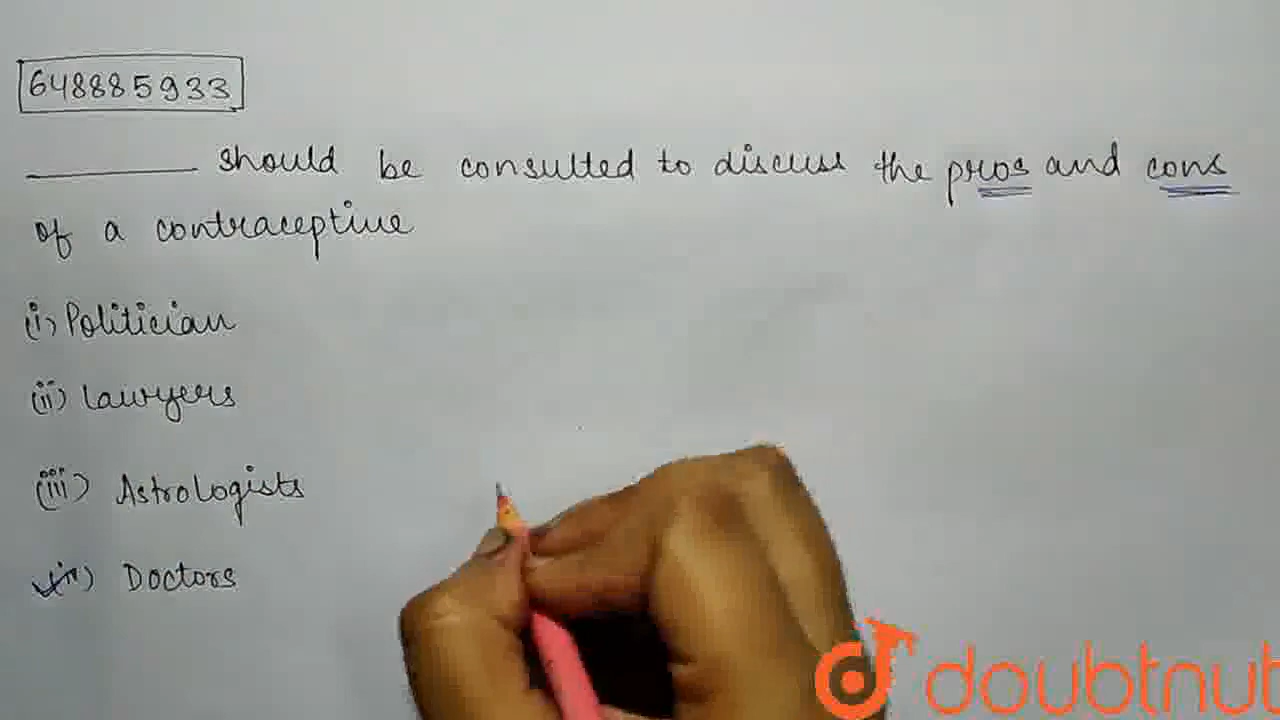 648885933
________ should be consulted to discuss the pros and cons
of a contraceptive
(i) Politician
(ii) Lawyers
(iii) Astrologists
(iv) Doctors
doubtnut